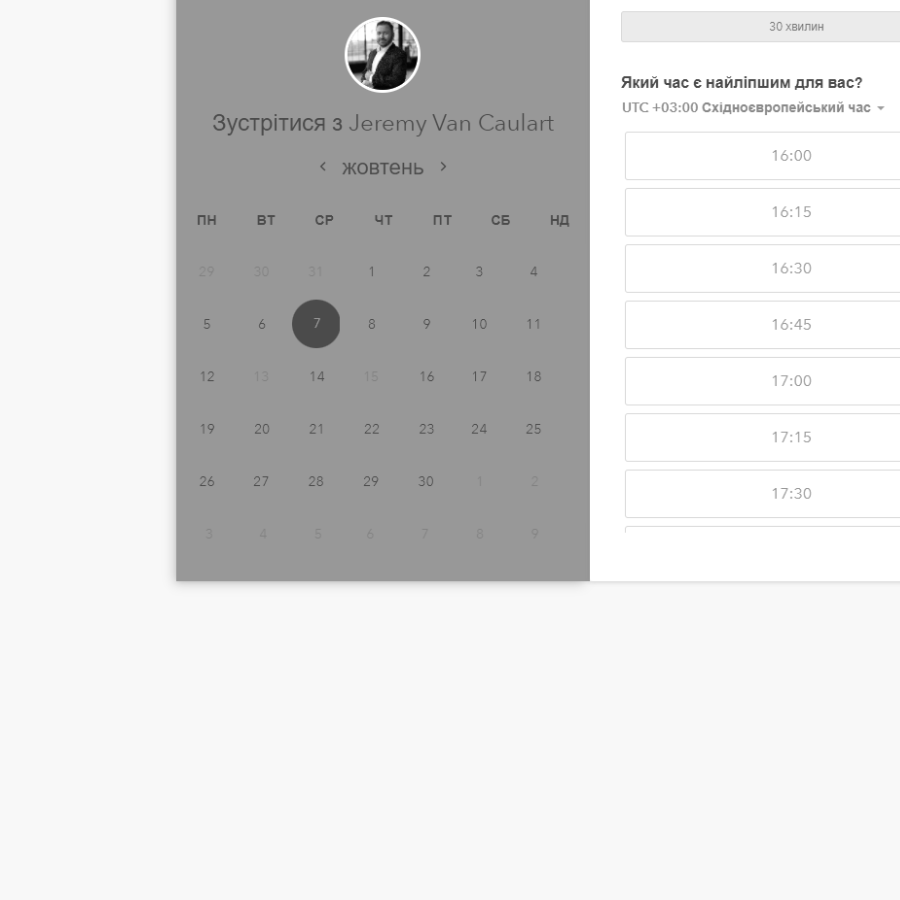 Зустрітися з Jeremy Van Caulart
жовтень
ПН ВТ СР ЧТ ПТ СБ НД
29 30 31 1 2 3 4
5 6 7 8 9 10 11
12 13 14 15 16 17 18
19 20 21 22 23 24 25
26 27 28 29 30 1 2
3 4 5 6 7 8 9
30 хвилин
Який час є найліпшим для вас?
UTC +03:00 Східноєвропейський час
16:00
16:15
16:30
16:45
17:00
17:15
17:30